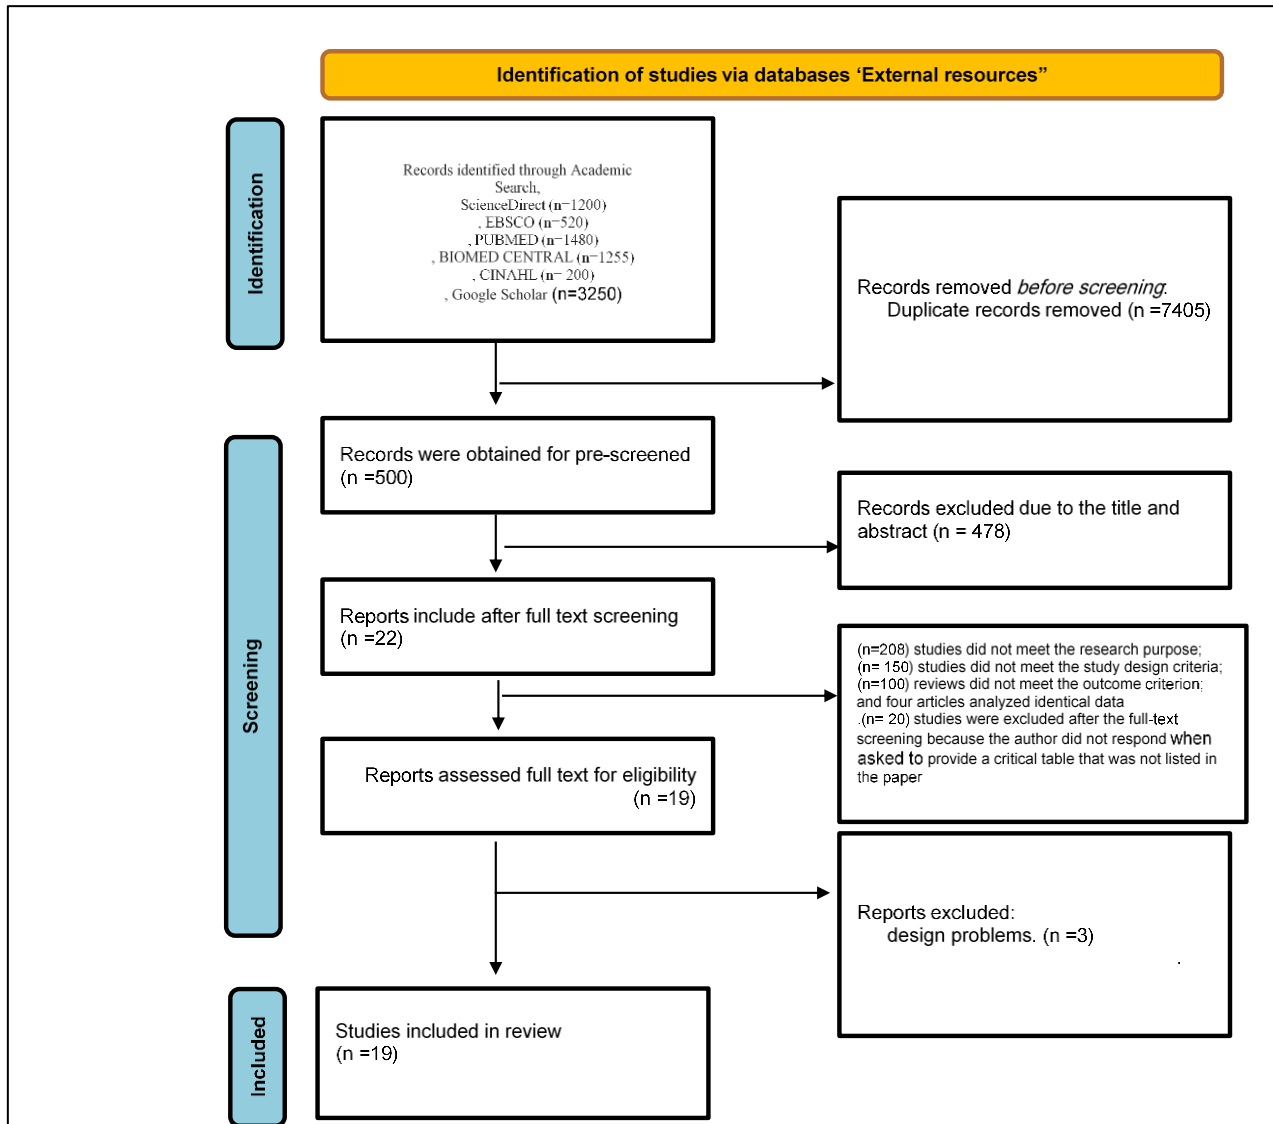 Identification of studies via databases ‘External resources”
Identification
Records identified through Academic
Search,
ScienceDirect (n=1200)
, EBSCO (n=520)
, PUBMED (n=1480)
, BIOMED CENTRAL (n=1255)
, CINAHL (n= 200)
, Google Scholar (n=3250)
Records removed before screening:
Duplicate records removed (n =7405)
Screening
Records were obtained for pre-screened
(n =500)
Records excluded due to the title and
abstract (n = 478)
Reports include after full text screening
(n =22)
(n=208) studies did not meet the research purpose;
(n= 150) studies did not meet the study design criteria;
(n=100) reviews did not meet the outcome criterion;
and four articles analyzed identical data
.(n= 20) studies were excluded after the full-text
screening because the author did not respond when
asked to provide a critical table that was not listed in
the paper
Reports assessed full text for eligibility
(n =19)
Reports excluded:
design problems. (n =3)
.
Included
Studies included in review
(n =19)